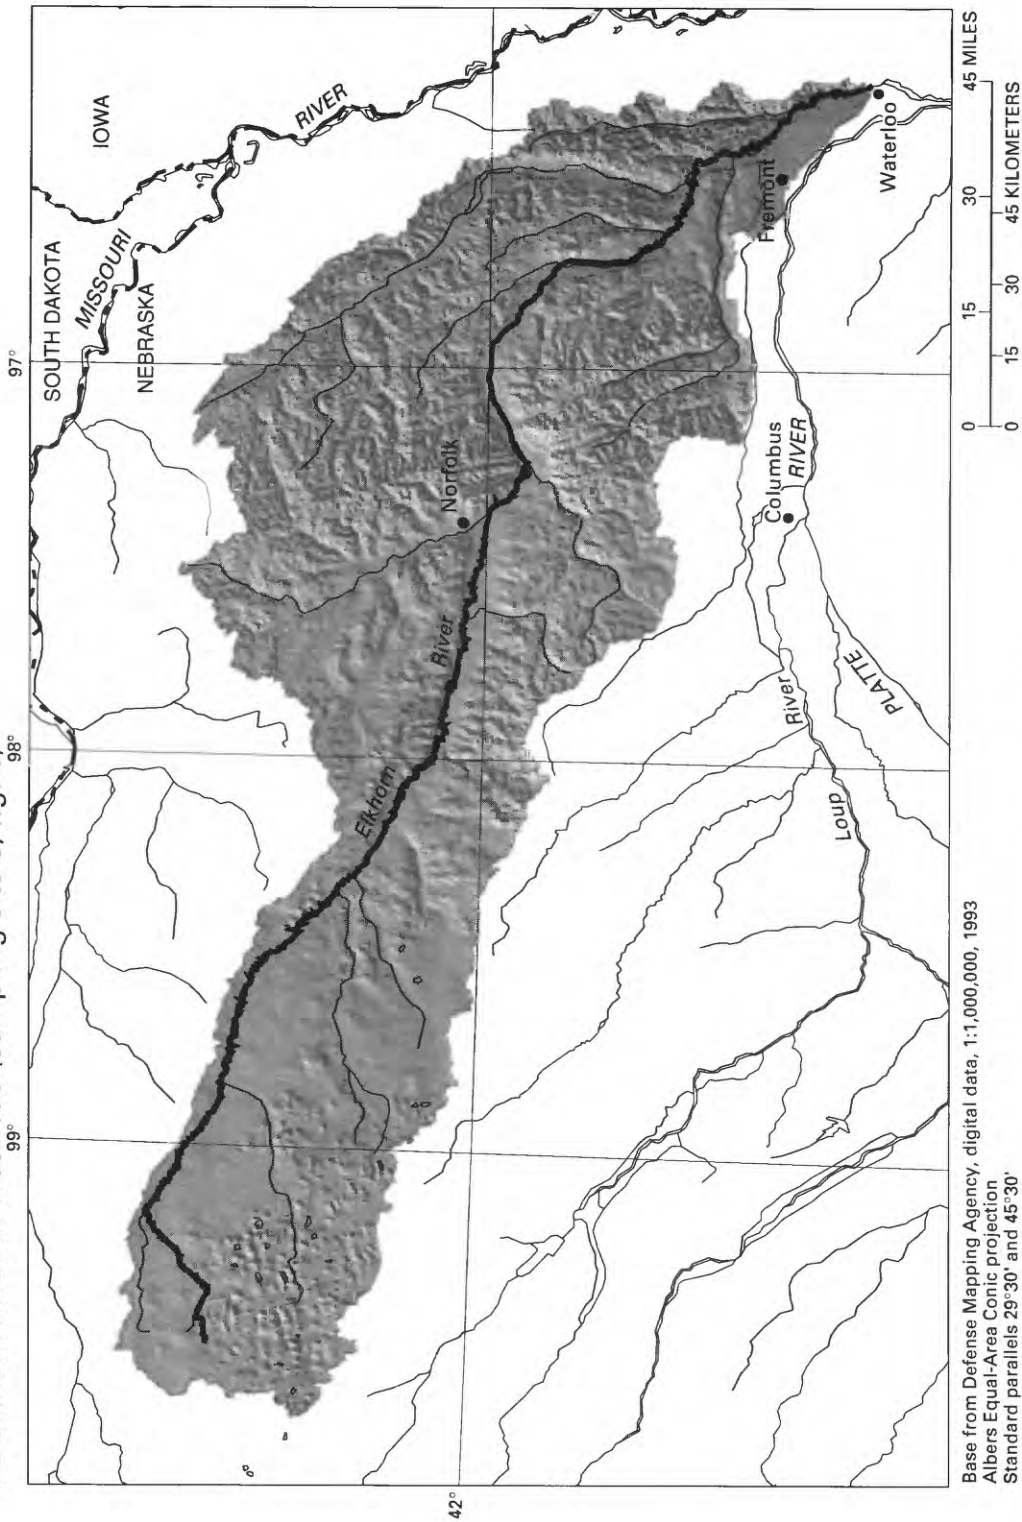 99°
98°
97°
SOUTH DAKOTA
IOWA
MISSOURI
RIVER
NEBRASKA
Elkhorn
River
Norfolk
42°
Fremont
Waterloo
Columbus
RIVER
River
Loup
PLATTE
Base from Defense Mapping Agency, digital data, 1:1,000,000, 1993
Albers Equal-Area Conic projection
Standard parallels 29°30' and 45°30'
0 15 30 45 MILES
0 15 30 45 KILOMETERS